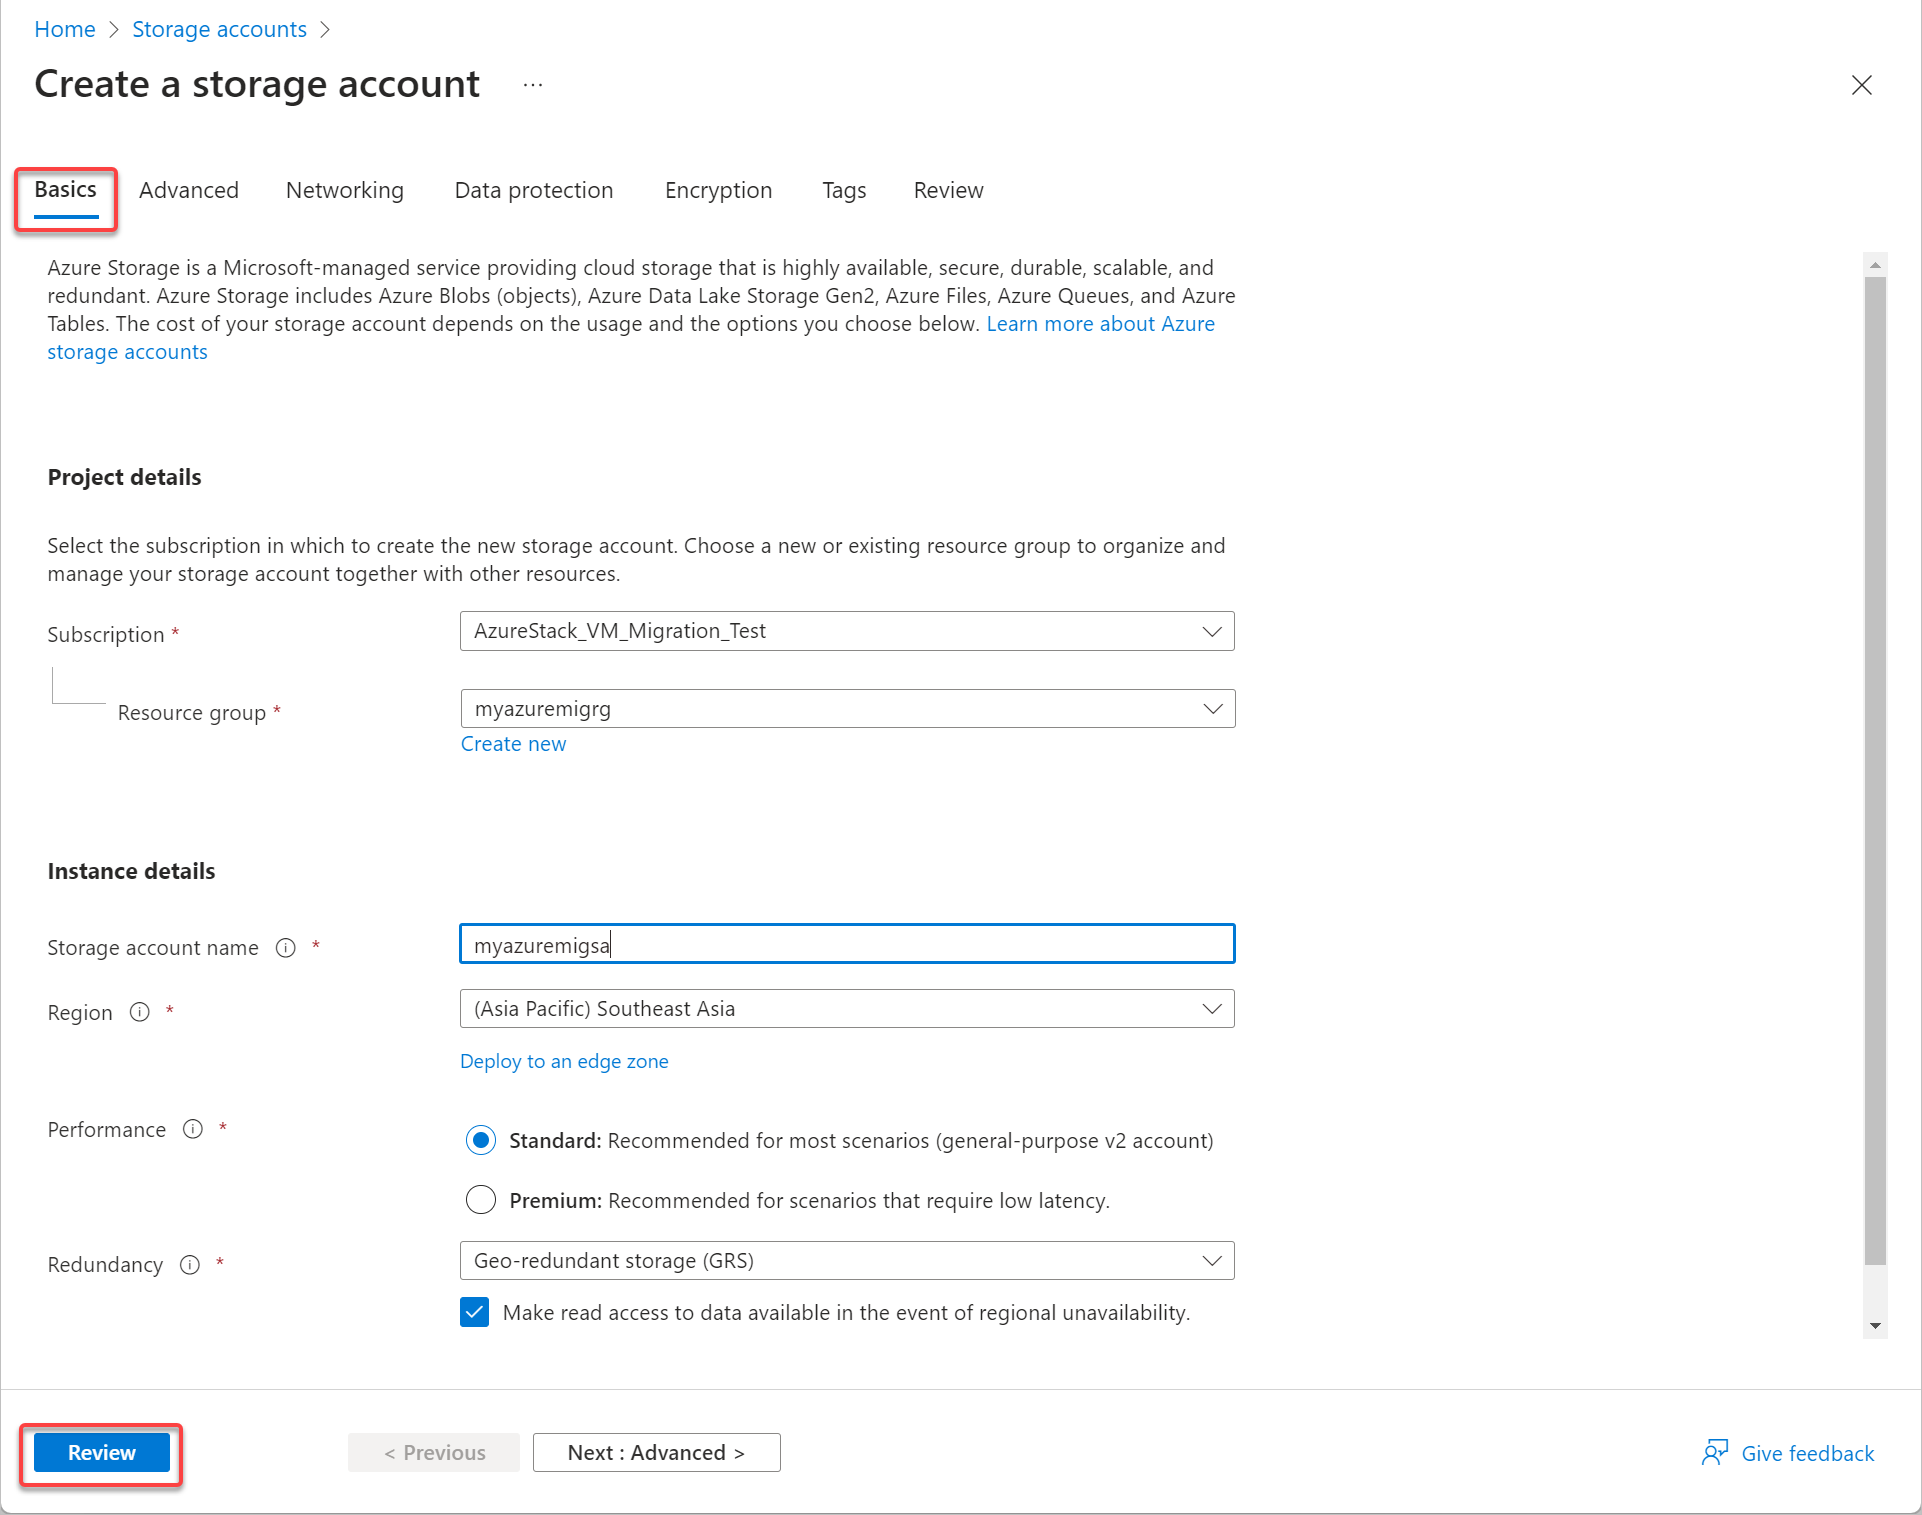 Home > Storage accounts >
Create a storage account ...
Basics Advanced Networking Data protection Encryption Tags Review
Azure Storage is a Microsoft-managed service providing cloud storage that is highly available, secure, durable, scalable, and
redundant. Azure Storage includes Azure Blobs (objects), Azure Data Lake Storage Gen2, Azure Files, Azure Queues, and Azure
Tables. The cost of your storage account depends on the usage and the options you choose below. Learn more about Azure
storage accounts
Project details
Select the subscription in which to create the new storage account. Choose a new or existing resource group to organize and
manage your storage account together with other resources.
Subscription * AzureStack_VM_Migration_Test
Resource group * myazuremigrg
Create new
Instance details
Storage account name * myazuremigsa
Region * (Asia Pacific) Southeast Asia
Deploy to an edge zone
Performance * Standard: Recommended for most scenarios (general-purpose v2 account)
Premium: Recommended for scenarios that require low latency.
Redundancy * Geo-redundant storage (GRS)
Make read access to data available in the event of regional unavailability.
Review < Previous Next : Advanced > Give feedback